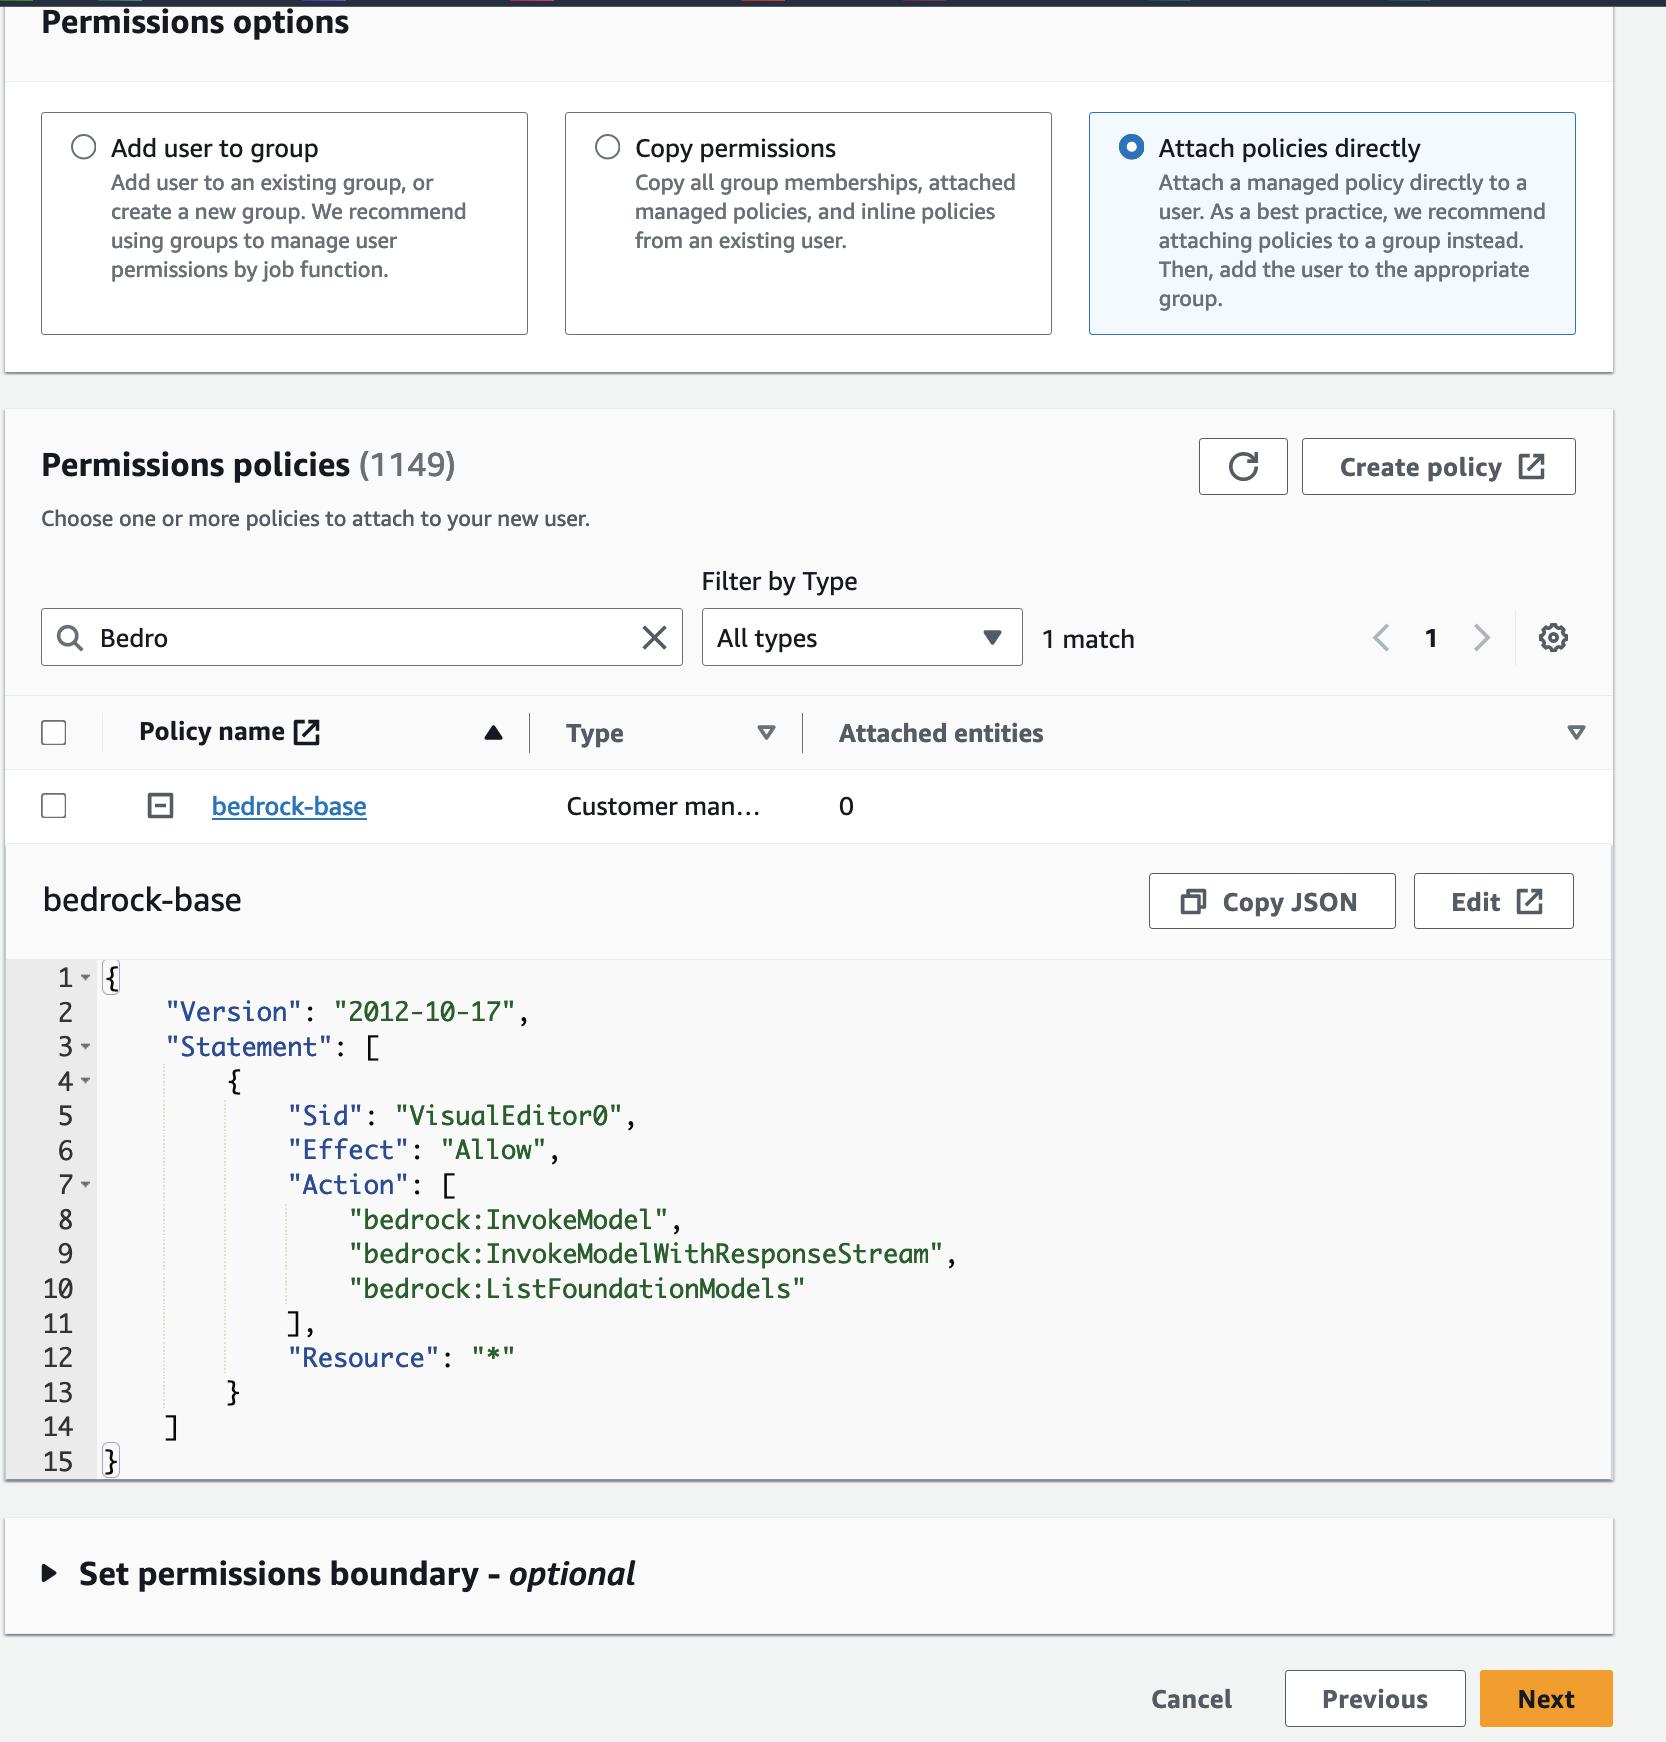 Permissions options
Add user to group
Add user to an existing group, or
create a new group. We recommend
using groups to manage user
permissions by job function.
Copy permissions
Copy all group memberships, attached
managed policies, and inline policies
from an existing user.
Attach policies directly
Attach a managed policy directly to a
user. As a best practice, we recommend
attaching policies to a group instead.
Then, add the user to the appropriate
group.
Permissions policies (1149)
Create policy
Choose one or more policies to attach to your new user.
Filter by Type
Bedro
All types
1 match
1
Policy name
Type
Attached entities
bedrock-base
Customer man...
0
bedrock-base
Copy JSON
Edit
1 {
2     "Version": "2012-10-17",
3     "Statement": [
4         {
5             "Sid": "VisualEditor0",
6             "Effect": "Allow",
7             "Action": [
8                 "bedrock:InvokeModel",
9                 "bedrock:InvokeModelWithResponseStream",
10                 "bedrock:ListFoundationModels"
11             ],
12             "Resource": "*"
13         }
14     ]
15 }
Set permissions boundary - optional
Cancel
Previous
Next